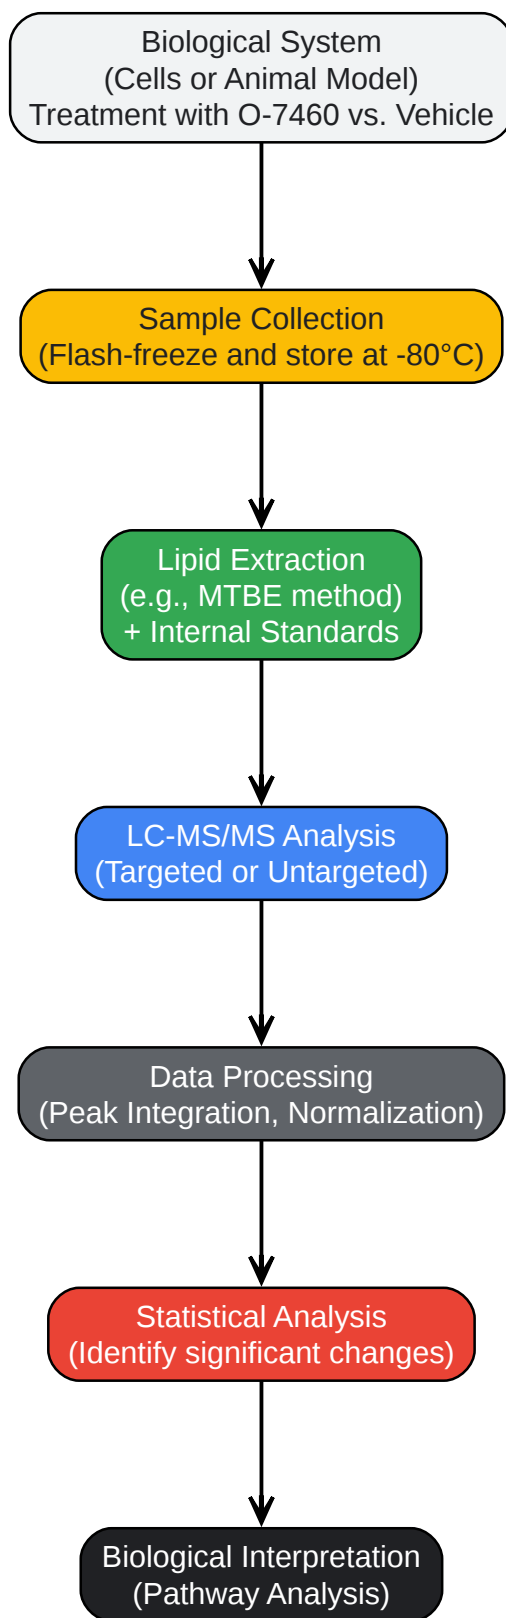 Biological System
(Cells or Animal Model)
Treatment with O-7460 vs. Vehicle
Sample Collection
(Flash-freeze and store at -80°C)
Lipid Extraction
(e.g., MTBE method)
+ Internal Standards
LC-MS/MS Analysis
(Targeted or Untargeted)
Data Processing
(Peak Integration, Normalization)
Statistical Analysis
(Identify significant changes)
Biological Interpretation
(Pathway Analysis)